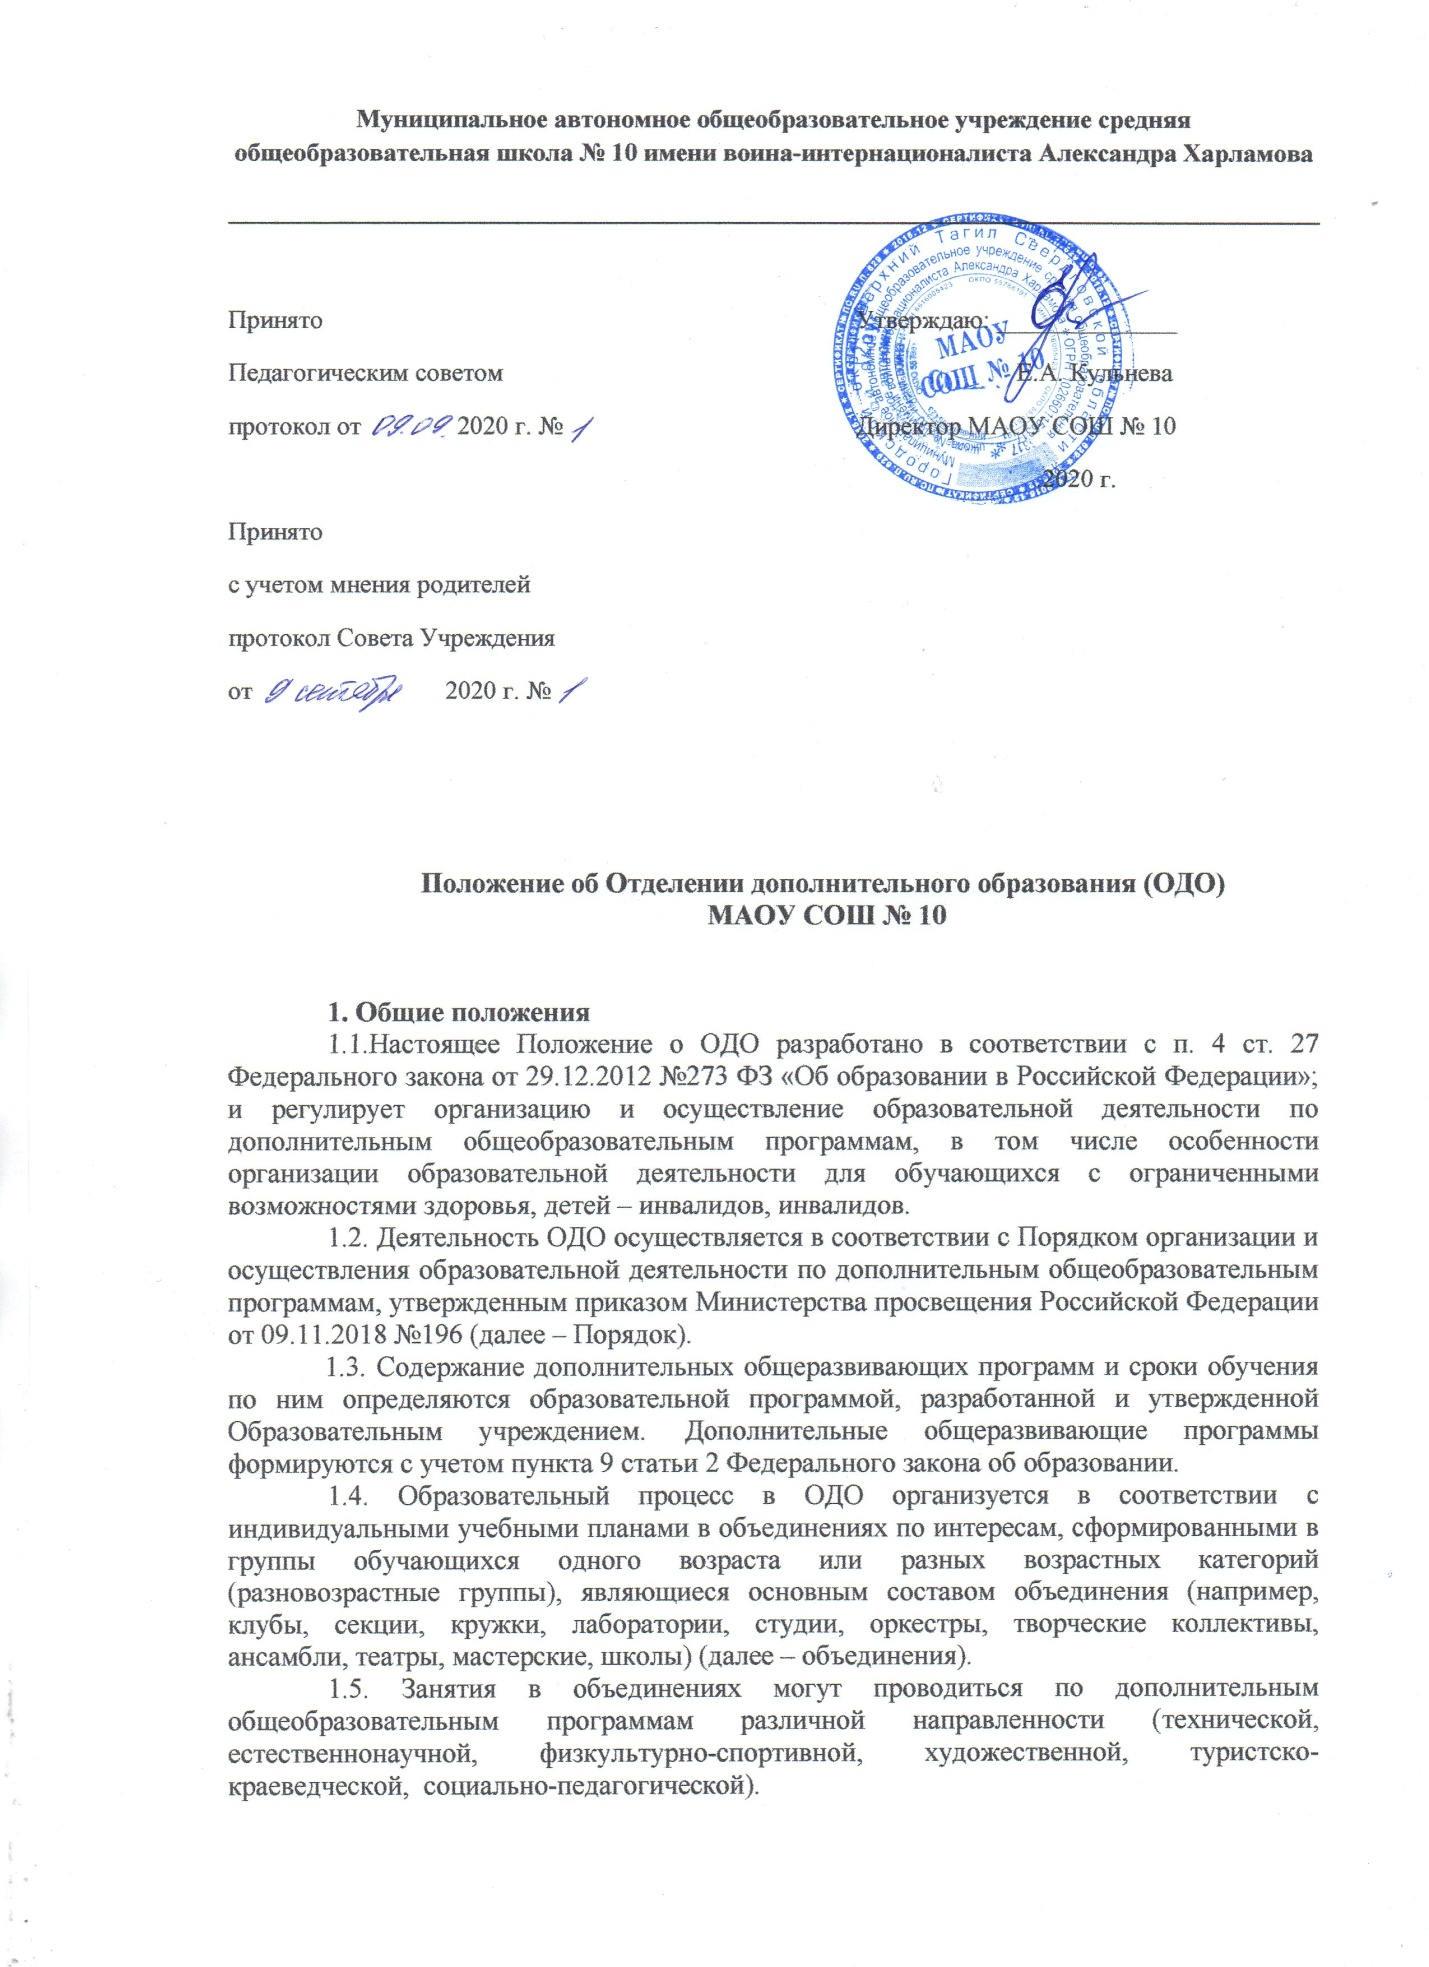 Муниципальное автономное общеобразовательное учреждение средняя
общеобразовательная школа № 10 имени воина-интернационалиста Александра Харламова
Принято
Утверждаю:
Педагогическим советом
Е.А. Кульнева
протокол от 09.09. 2020 г. № 1
Директор МАОУ СОШ № 10
2020 г.
МАОУ
СОШ № 10
Принято
с учетом мнения родителей
протокол Совета Учреждения
от 9 сентября 2020 г. № 1
Положение об Отделении дополнительного образования (ОДО)
МАОУ СОШ № 10
1. Общие положения
1.1.Настоящее Положение о ОДО разработано в соответствии с п. 4 ст. 27
Федерального закона от 29.12.2012 №273 ФЗ «Об образовании в Российской Федерации»;
и регулирует организацию и осуществление образовательной деятельности по
дополнительным общеобразовательным программам, в том числе особенности
организации образовательной деятельности для обучающихся с ограниченными
возможностями здоровья, детей – инвалидов, инвалидов.
1.2. Деятельность ОДО осуществляется в соответствии с Порядком организации и
осуществления образовательной деятельности по дополнительным общеобразовательным
программам, утвержденным приказом Министерства просвещения Российской Федерации
от 09.11.2018 №196 (далее – Порядок).
1.3. Содержание дополнительных общеразвивающих программ и сроки обучения
по ним определяются образовательной программой, разработанной и утвержденной
Образовательным учреждением. Дополнительные общеразвивающие программы
формируются с учетом пункта 9 статьи 2 Федерального закона об образовании.
1.4. Образовательный процесс в ОДО организуется в соответствии с
индивидуальными учебными планами в объединениях по интересам, сформированными в
группы обучающихся одного возраста или разных возрастных категорий
(разновозрастные группы), являющиеся основным составом объединения (например,
клубы, секции, кружки, лаборатории, студии, оркестры, творческие коллективы,
ансамбли, театры, мастерские, школы) (далее – объединения).
1.5. Занятия в объединениях могут проводиться по дополнительным
общеобразовательным программам различной направленности (технической,
естественнонаучной, физкультурно-спортивной, художественной, туристско-
краеведческой, социально-педагогической).